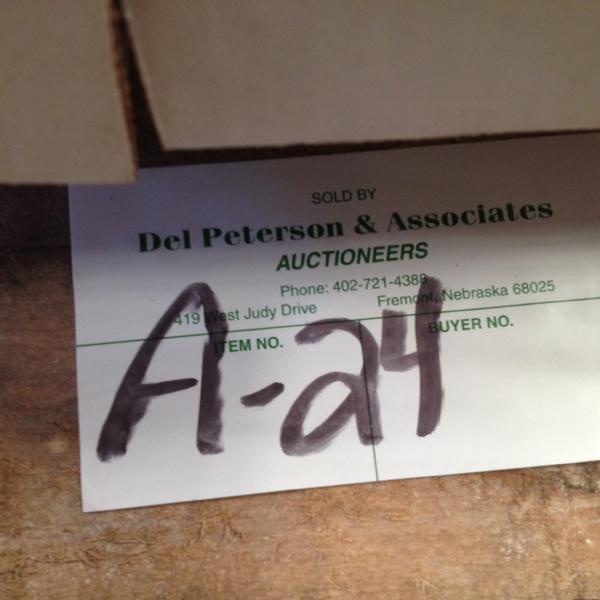 SOLD BY
Del Peterson & Associates
AUCTIONEERS
Phone: 402-721-4388
419 West Judy Drive Fremont, Nebraska 68025
ITEM NO. BUYER NO.
A-24